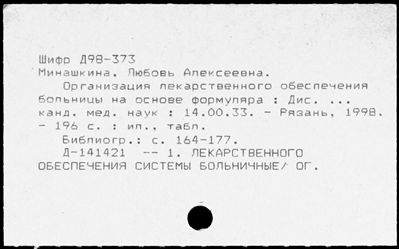 Шифр Д98-373
Минашкина, Любовь Алексеевна.
Организация лекарственного обеспечения
больницы на основе формуляра : Дис. ...
канд. мед. наук : 14.00.33. - Рязань, 1998.
- 196 с. : ил., табл.
Библиогр.: с. 164-177.
Д-141421 -- 1. ЛЕКАРСТВЕННОГО
ОБЕСПЕЧЕНИЯ СИСТЕМЫ БОЛЬНИЧНЫЕ/ ОГ.